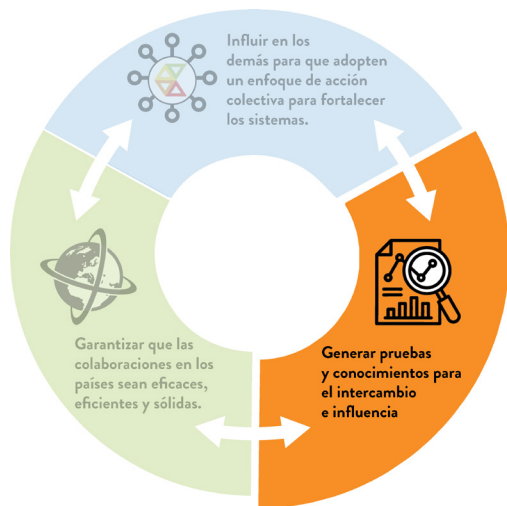 Influir en los
demás para que adopten
un enfoque de acción
colectiva para fortalecer
los sistemas.
Garantizar que las
colaboraciones en los
países sean eficaces,
eficientes y sólidas.
Generar pruebas
y conocimientos para
el intercambio
e influencia